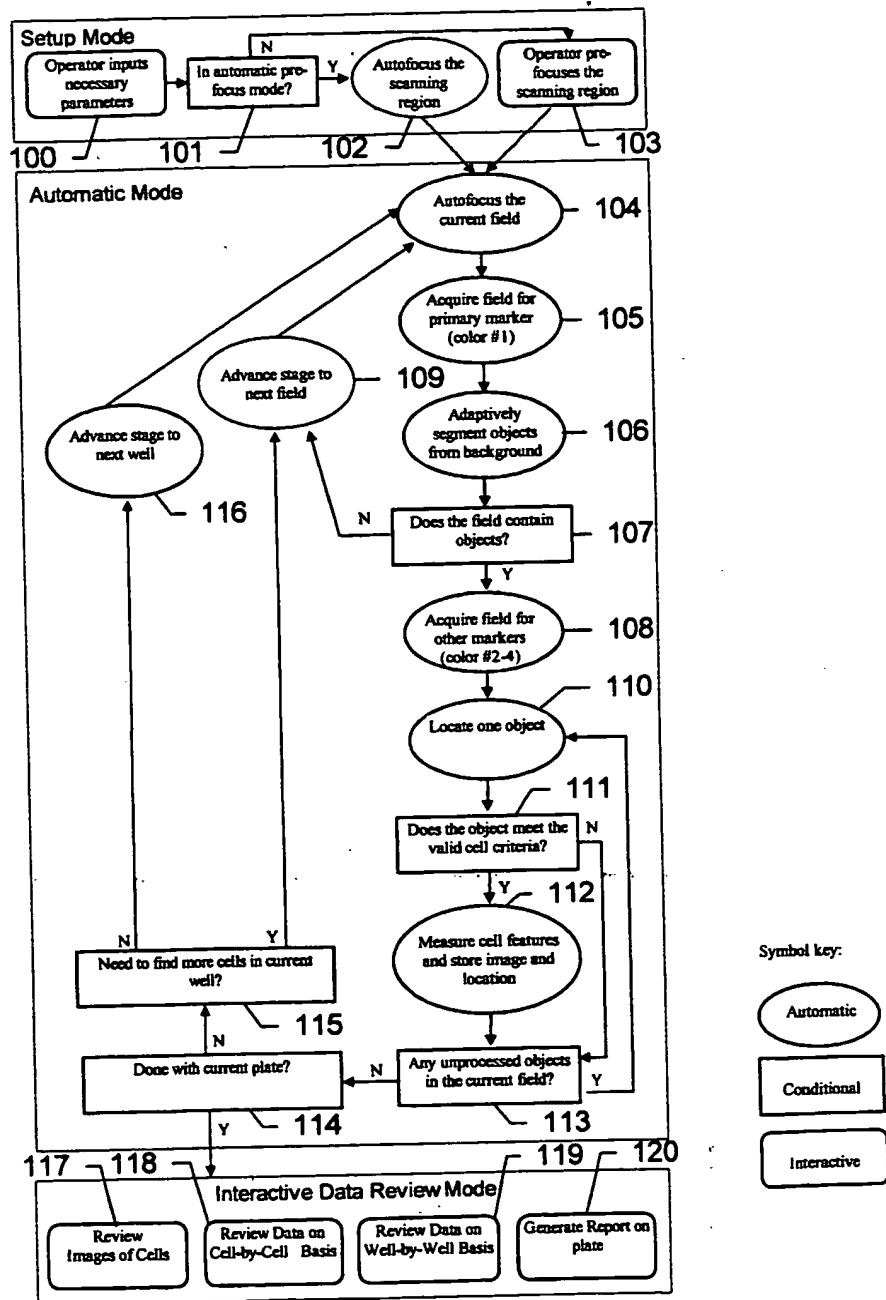 Setup Mode
Operator inputs
necessary
parameters
In automatic pre-
focus mode?
N
Y
Autofocus the
scanning
region
Operator pre-
focuses the
scanning region
100
101
102
103
Automatic Mode
Autofocus the
current field
104
Acquire field for
primary marker
(color #1)
105
Advance stage to
next field
109
Adaptively
segment objects
from background
106
Advance stage to
next well
116
N
Does the field contain
objects?
107
Y
Acquire field for
other markers
(color #2-4)
108
110
Locate one object
111
Does the object meet the
valid cell criteria?
N
Y
112
Measure cell features
and store image and
location
N
Y
Need to find more cells in current
well?
115
N
Done with current plate?
N
Any unprocessed objects
in the current field?
Y
113
114
Y
Symbol key:
Automatic
Conditional
Interactive
117
118
119
120
Interactive Data Review Mode
Review
Images of Cells
Review Data on
Cell-by-Cell Basis
Review Data on
Well-by-Well Basis
Generate Report on
plate